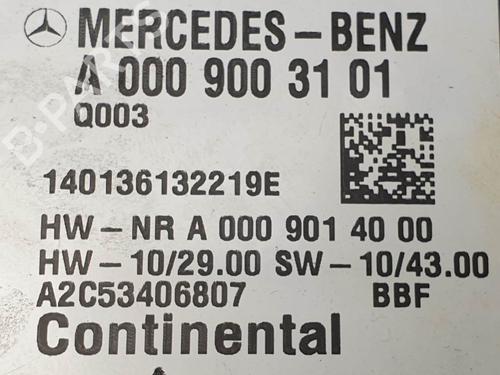 MERCEDES-BENZ
A 000 900 31 01
Q003
140136132219E
HW-NR A 000 901 40 00
HW-10/29.00 SW-10/43.00
A2C53406807 BBF
Continental
B-PARTS